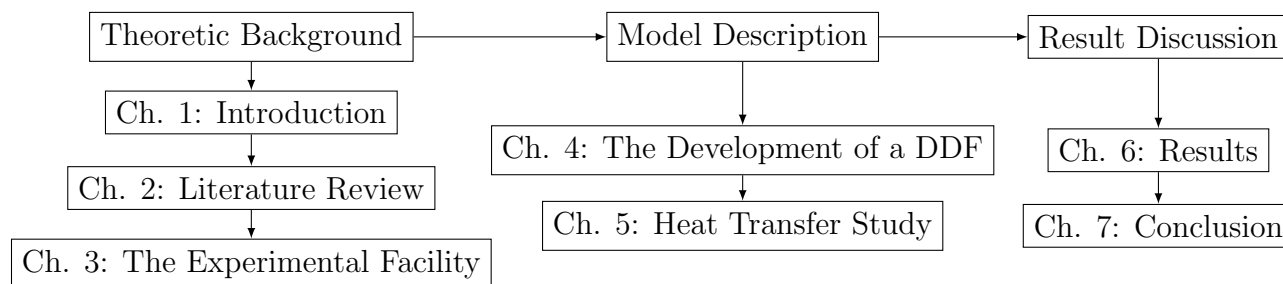 Theoretic Background
Model Description
Result Discussion
Ch. 1: Introduction
Ch. 4: The Development of a DDF
Ch. 6: Results
Ch. 2: Literature Review
Ch. 5: Heat Transfer Study
Ch. 7: Conclusion
Ch. 3: The Experimental Facility